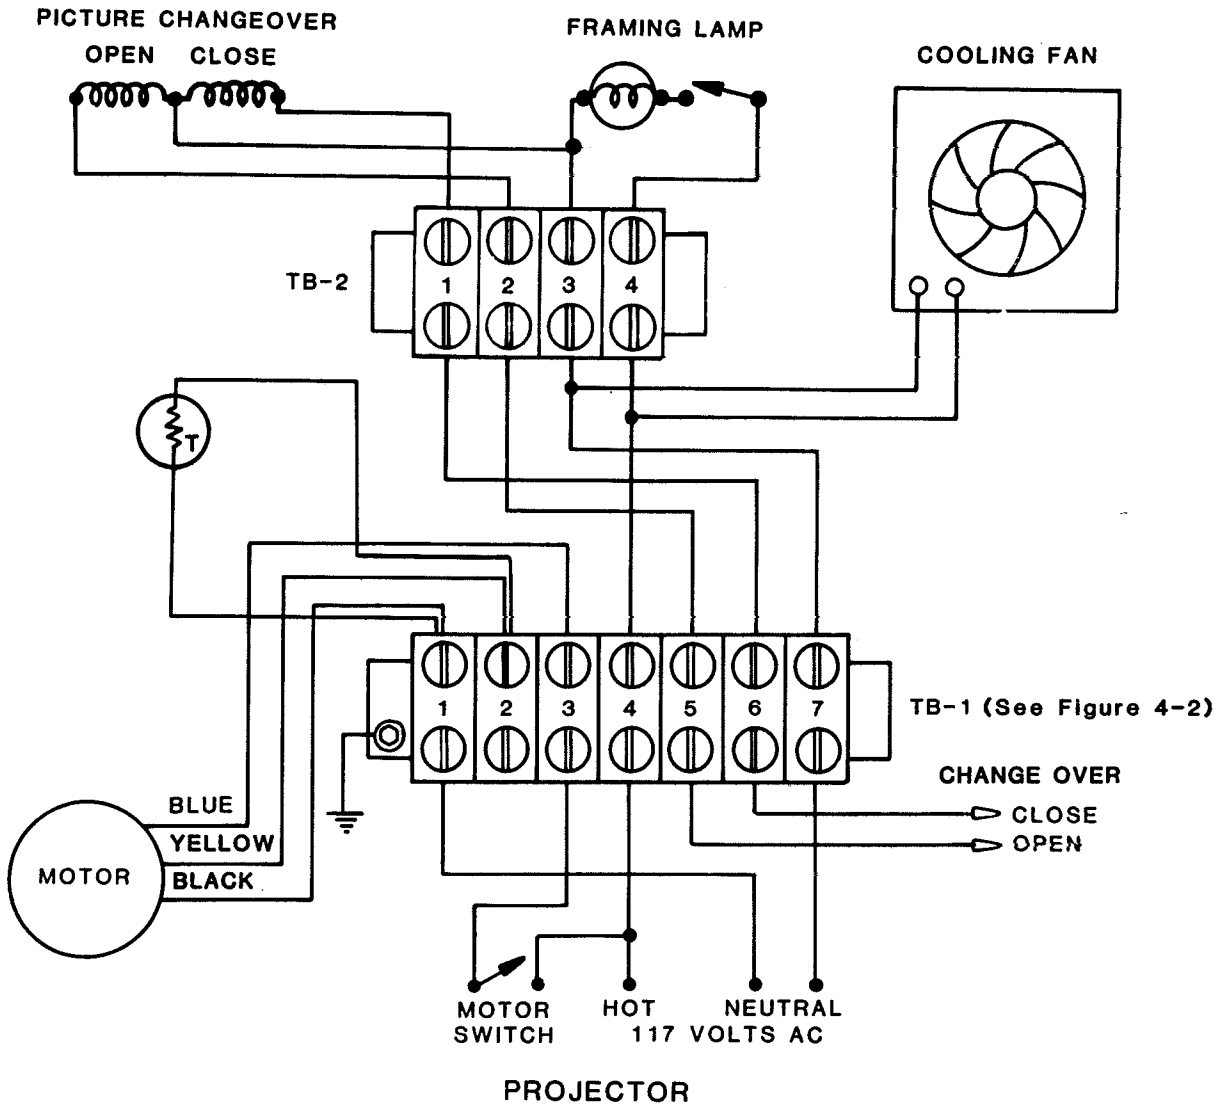 PICTURE CHANGEOVER
OPEN CLOSE
FRAMING LAMP
COOLING FAN
TB-2
1 2 3 4
T
1 2 3 4 5 6 7
TB-1 (See Figure 4-2)
CHANGE OVER
CLOSE
OPEN
BLUE
YELLOW
BLACK
MOTOR
MOTOR
SWITCH
HOT NEUTRAL
117 VOLTS AC
PROJECTOR